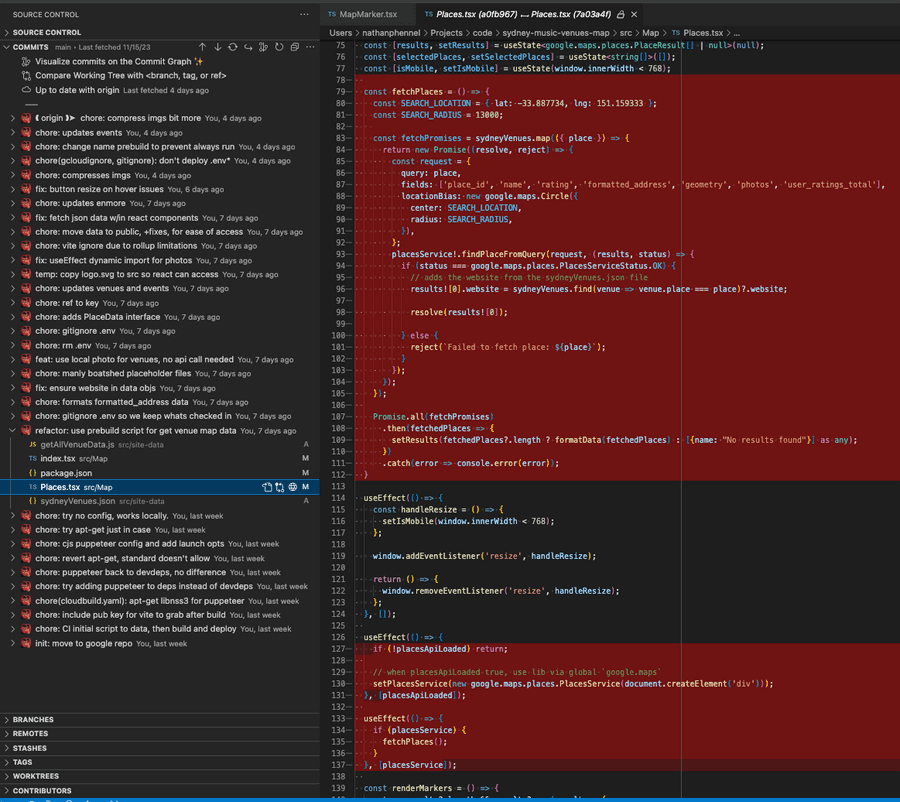 SOURCE CONTROL
SOURCE CONTROL
COMMITS main · Last fetched 11/15/23
Visualize commits on the Commit Graph ✨
Compare Working Tree with <branch, tag, or ref>
Up to date with origin Last fetched 4 days ago
origin chore: compress imgs bit more You, 4 days ago
chore: updates events You, 4 days ago
chore: change name prebuild to prevent always run You, 4 days ago
chore(gcloudignore, gitignore): don't deploy .env* You, 4 days ago
chore: compresses imgs You, 4 days ago
fix: button resize on hover issues You, 6 days ago
chore: updates enmore You, 7 days ago
fix: fetch json data w/in react components You, 7 days ago
chore: move data to public, +fixes, for ease of access You, 7 days ago
chore: vite ignore due to rollup limitations You, 7 days ago
fix: useEffect dynamic import for photos You, 7 days ago
temp: copy logo.svg to src so react can access You, 7 days ago
chore: updates venues and events You, 7 days ago
chore: ref to key You, 7 days ago
chore: adds PlaceData interface You, 7 days ago
chore: gitignore .env You, 7 days ago
chore: rm .env You, 7 days ago
feat: use local photo for venues, no api call needed You, 7 days ago
chore: manly boatshed placeholder files You, 7 days ago
fix: ensure website in data objs You, 7 days ago
chore: formats formatted_address data You, 7 days ago
chore: gitignore .env so we keep whats checked in You, 7 days ago
refactor: use prebuild script for get venue map data You, 7 days ago
JS getAllVenueData.js src/site-data A
TS index.tsx src/Map M
{} package.json M
TS Places.tsx src/Map M
{} sydneyVenues.json src/site-data A
chore: try no config, works locally. You, last week
chore: try apt-get just in case You, last week
chore: cjs puppeteer config and add launch opts You, last week
chore: revert apt-get, standard doesn't allow You, last week
chore: puppeteer back to devdeps, no difference You, last week
chore: try adding puppeteer to deps instead of devdeps You, last week
chore(cloudbuild.yaml): apt-get libnss3 for puppeteer You, last week
chore: include pub key for vite to grab after build You, last week
chore: CI initial script to data, then build and deploy You, last week
init: move to google repo You, last week
BRANCHES
REMOTES
STASHES
TAGS
WORKTREES
CONTRIBUTORS
TS MapMarker.tsx TS Places.tsx (a0fb967) ↔ Places.tsx (7a03a4f)
Users > nathanphennel > Projects > code > sydney-music-venues-map > src > Map > TS Places.tsx > ...
75 const [results, setResults] = useState<google.maps.places.PlaceResult[] | null>(null);
76 const [selectedPlaces, setSelectedPlaces] = useState<string[]>([]);
77 const [isMobile, setIsMobile] = useState(window.innerWidth < 768);
78
79 const fetchPlaces = () => {
80 const SEARCH_LOCATION = { lat: -33.887734, lng: 151.159333 };
81 const SEARCH_RADIUS = 13000;
82
83 const fetchPromises = sydneyVenues.map(({ place }) => {
84 return new Promise((resolve, reject) => {
85 const request = {
86 query: place,
87 fields: ['place_id', 'name', 'rating', 'formatted_address', 'geometry', 'photos', 'user_ratings_total'],
88 locationBias: new google.maps.Circle({
89 center: SEARCH_LOCATION,
90 radius: SEARCH_RADIUS,
91 }),
92 };
93 placesService!.findPlaceFromQuery(request, (results, status) => {
94 if (status === google.maps.places.PlacesServiceStatus.OK) {
95 // adds the website from the sydneyVenues.json file
96 results![0].website = sydneyVenues.find(venue => venue.place === place)?.website;
97
98 resolve(results![0]);
99
100 } else {
101 reject(`Failed to fetch place: ${place}`);
102 }
103 });
104 });
105 });
106
107 Promise.all(fetchPromises)
108 .then(fetchedPlaces => {
109 setResults(fetchedPlaces?.length ? formatData(fetchedPlaces) : [{name: "No results found"}] as any);
110 })
111 .catch(error => console.error(error));
112 }
113
114 useEffect(() => {
115 const handleResize = () => {
116 setIsMobile(window.innerWidth < 768);
117 };
118
119 window.addEventListener('resize', handleResize);
120
121 return () => {
122 window.removeEventListener('resize', handleResize);
123 };
124 }, []);
125
126 useEffect(() => {
127 if (!placesApiLoaded) return;
128
129 // when placesApiLoaded true, use lib via global `google.maps`
130 setPlacesService(new google.maps.places.PlacesService(document.createElement('div')));
131 }, [placesApiLoaded]);
132
133 useEffect(() => {
134 if (placesService) {
135 fetchPlaces();
136 }
137 }, [placesService]);
138
139 const renderMarkers = () => {